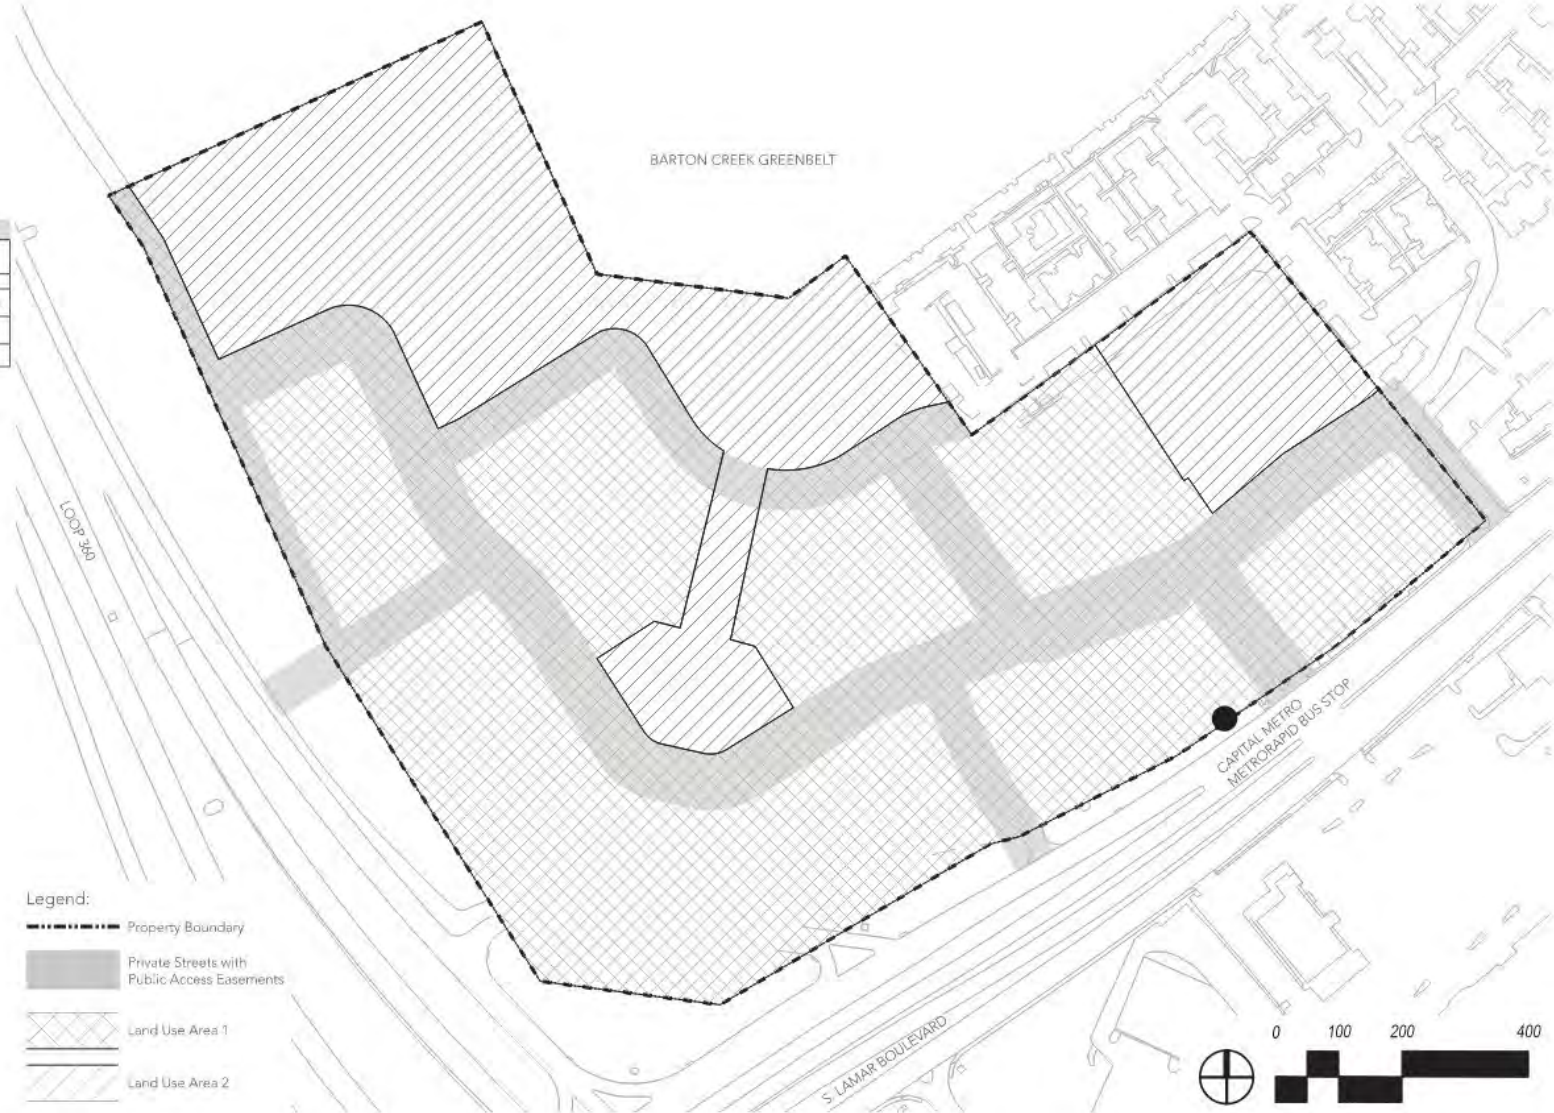 BARTON CREEK GREENBELT
LOOP 360
CAPITAL METRO
METRORAPID BUS STOP
S. LAMAR BOULEVARD
Legend:
Property Boundary
Private Streets with
Public Access Easements
Land Use Area 1
Land Use Area 2
0 100 200 400